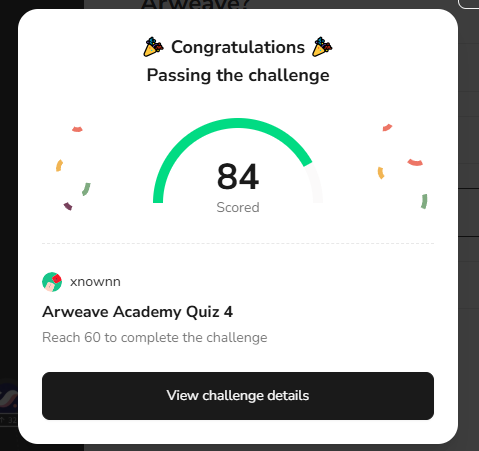 Arweave?
Congratulations
Passing the challenge
84
Scored
xnownn
Arweave Academy Quiz 4
Reach 60 to complete the challenge
View challenge details